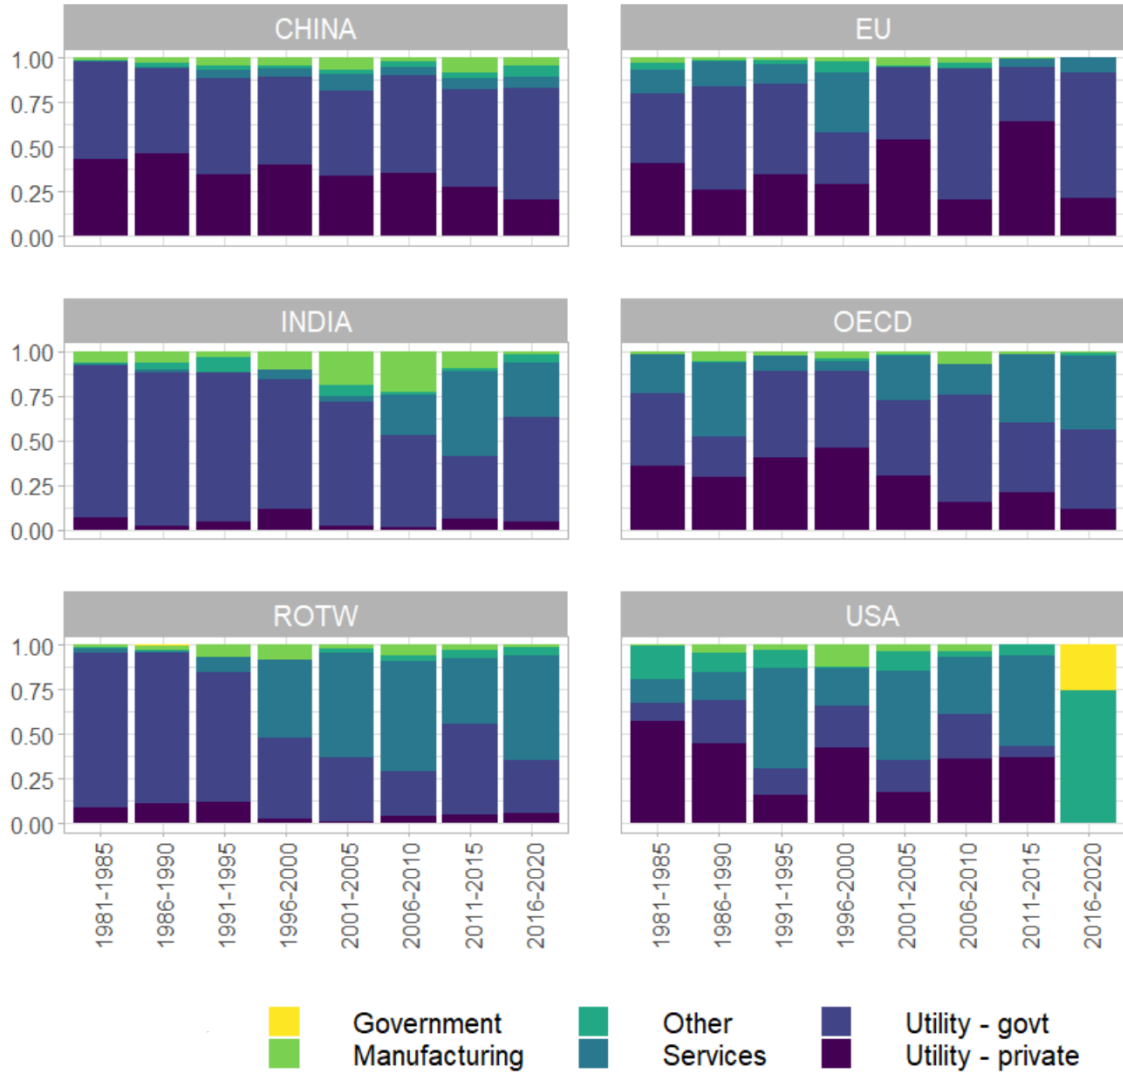 CHINA
EU
1.00
0.75
0.50
0.25
0.00
INDIA
OECD
1.00
0.75
0.50
0.25
0.00
ROTW
USA
1.00
0.75
0.50
0.25
0.00
1981-1985
1986-1990
1991-1995
1996-2000
2001-2005
2006-2010
2011-2015
2016-2020
1981-1985
1986-1990
1991-1995
1996-2000
2001-2005
2006-2010
2011-2015
2016-2020
Government
Other
Utility - govt
Manufacturing
Services
Utility - private